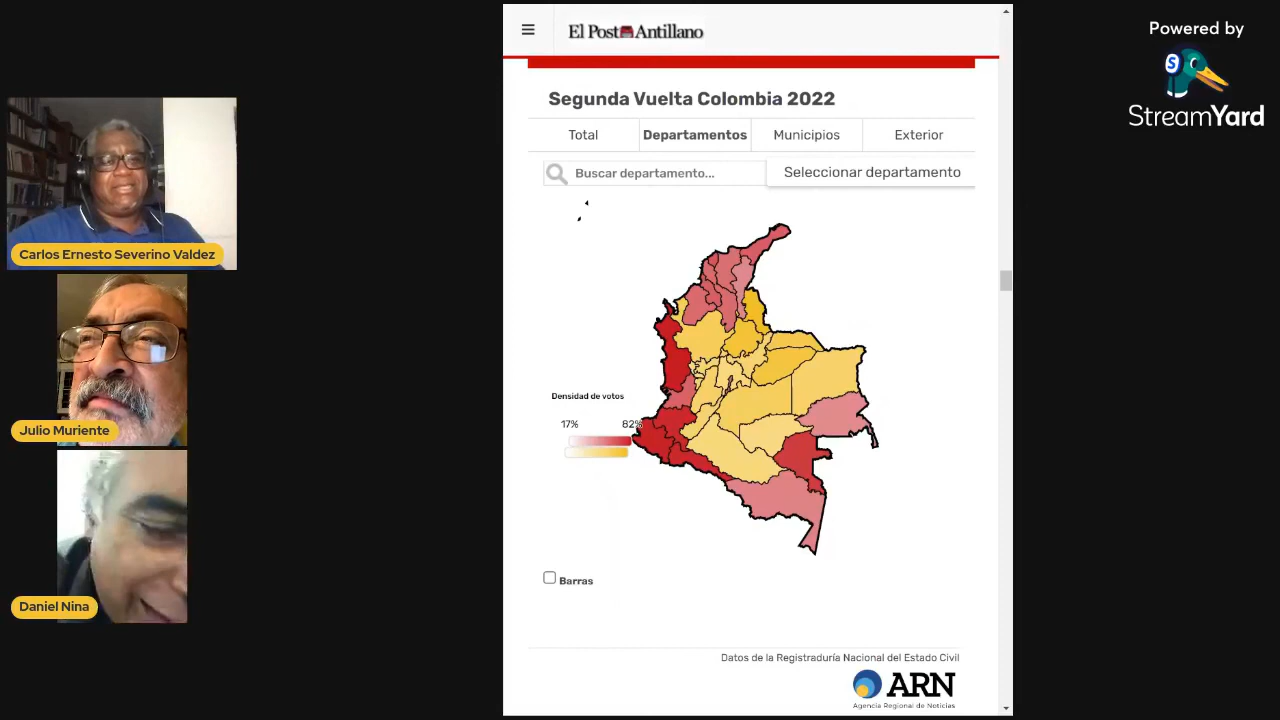 El Post Antillano
Powered by
StreamYard
Segunda Vuelta Colombia 2022
Total
Departamentos
Municipios
Exterior
Buscar departamento...
Seleccionar departamento
Carlos Ernesto Severino Valdez
Julio Muriente
Daniel Nina
Densidad de votos
17%
82%
Barras
Datos de la Registraduría Nacional del Estado Civil
ARN
Agencia Regional de Noticias